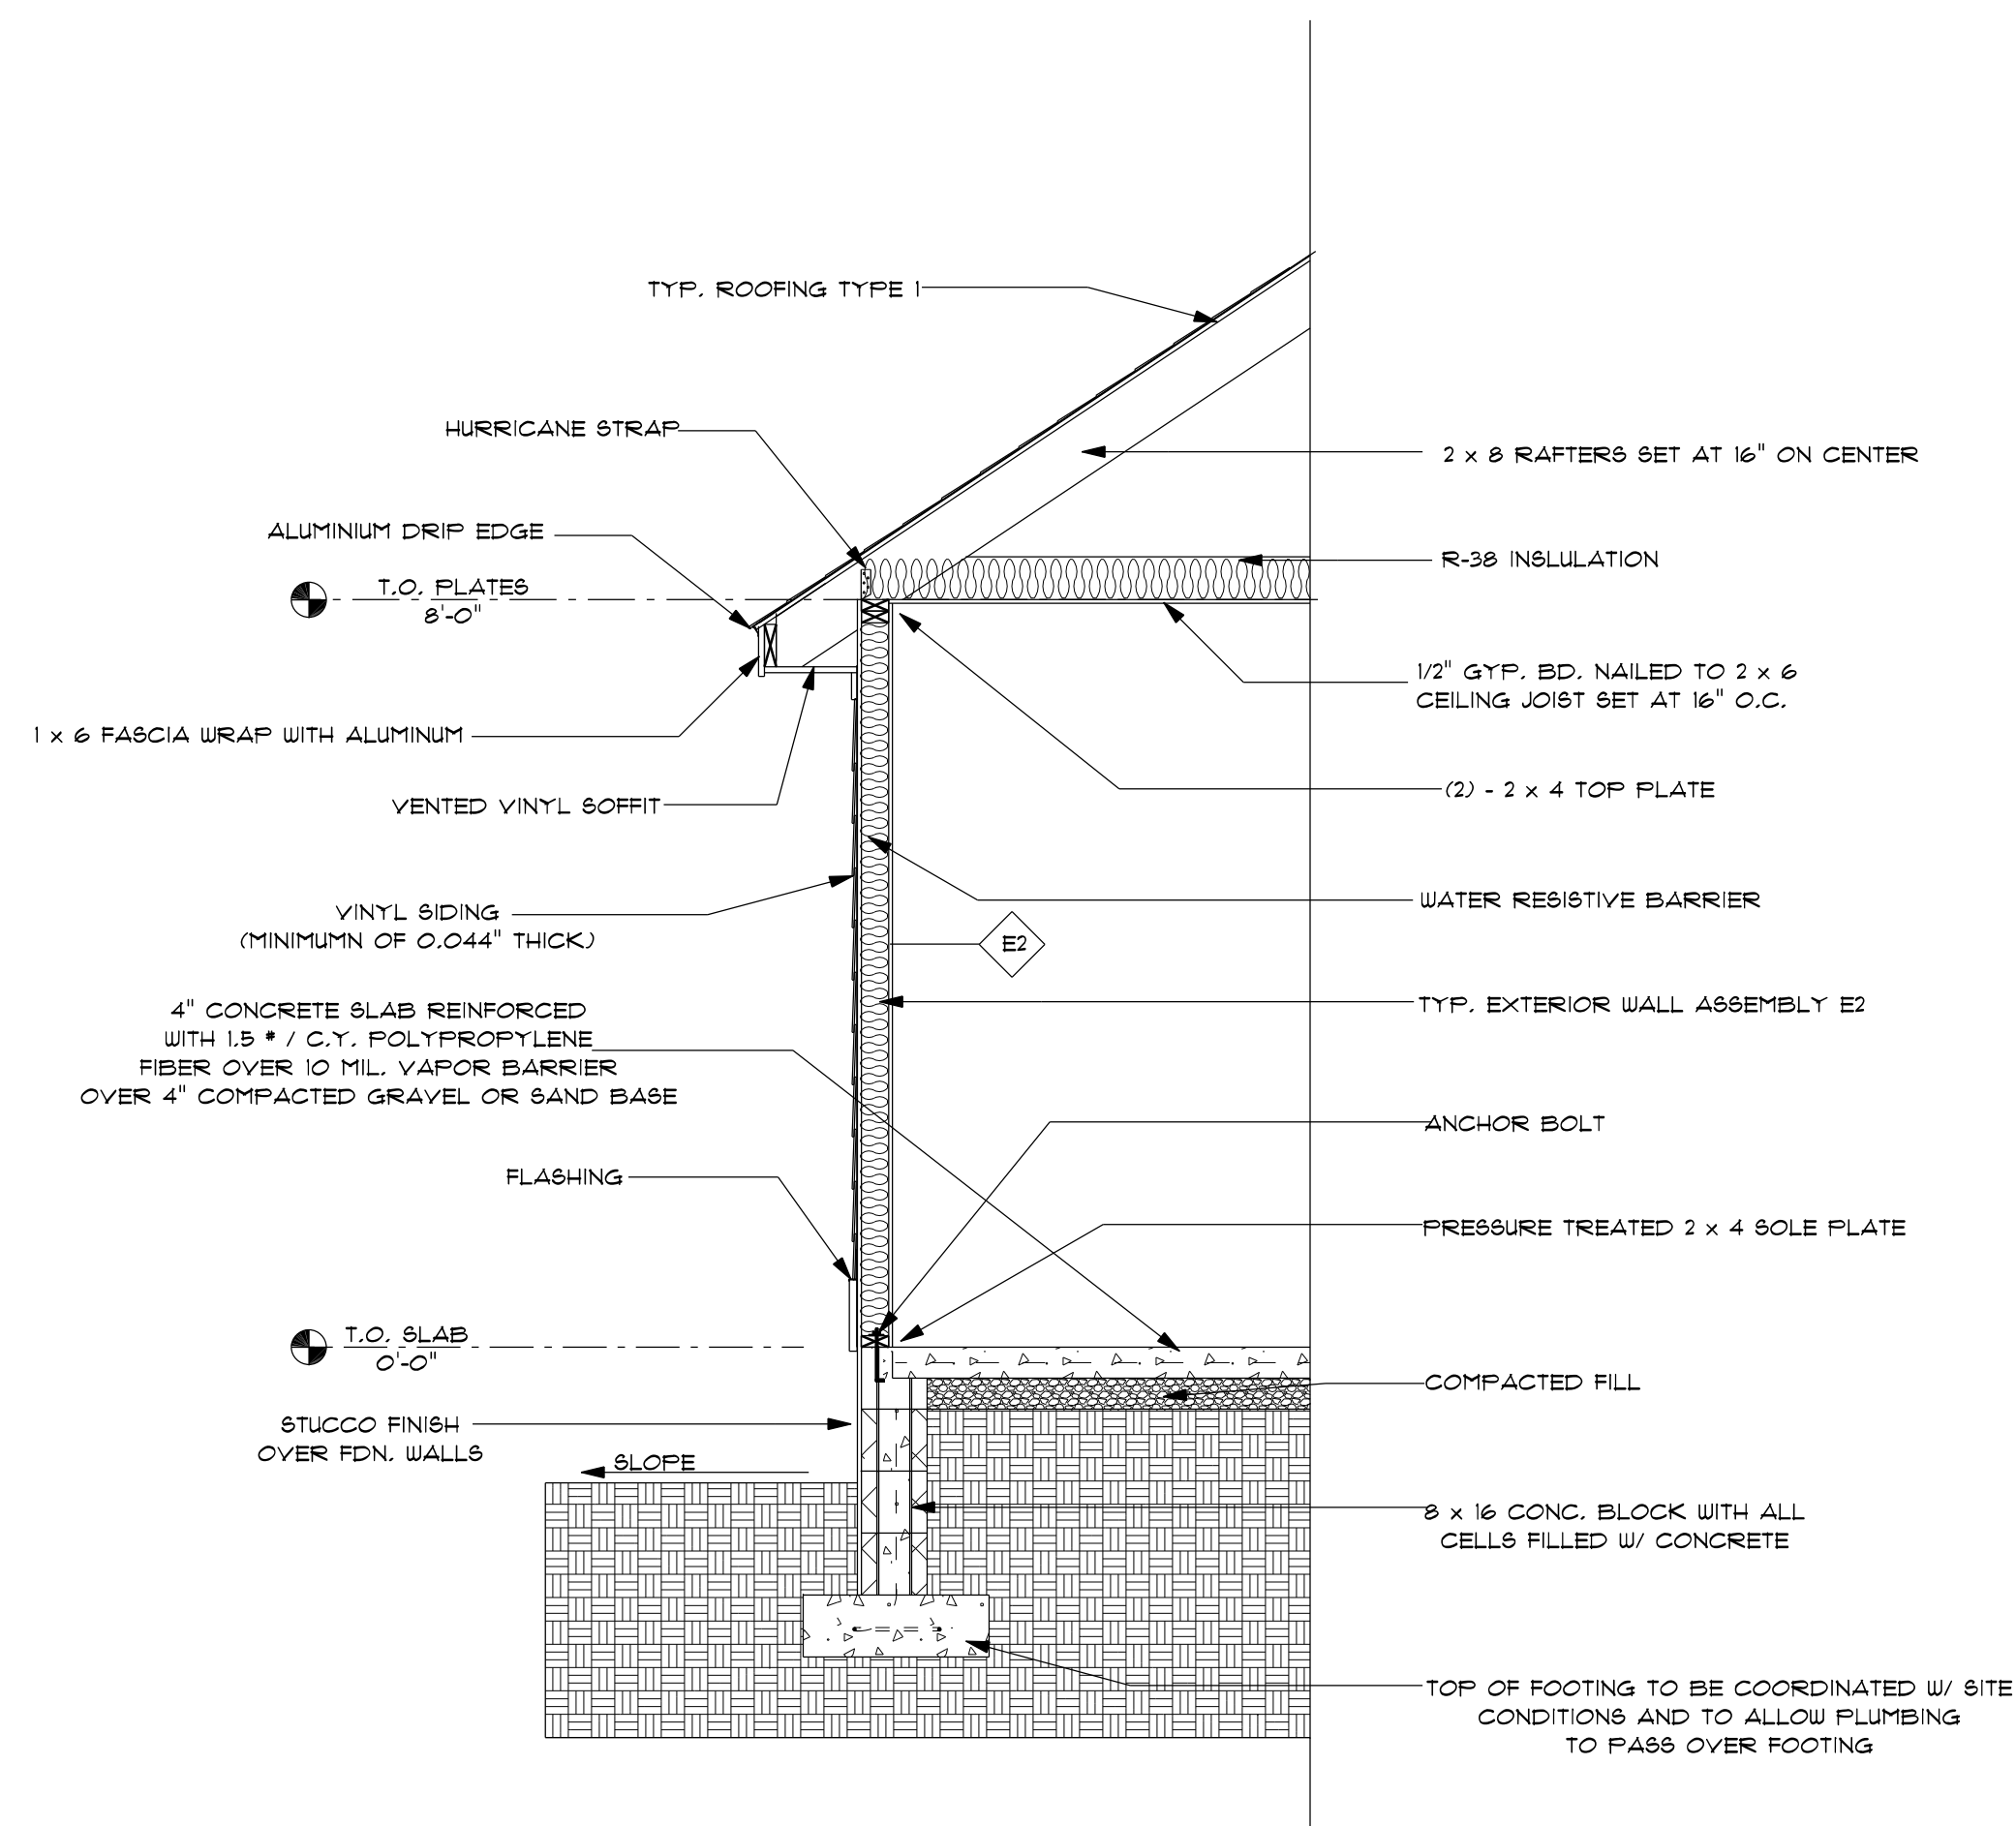 TYP. ROOFING TYPE 1
HURRICANE STRAP
2 x 8 RAFTERS SET AT 16" ON CENTER
ALUMINIUM DRIP EDGE
R-38 INSLULATION
T.O. PLATES
8'-0"
1/2" GYP. BD. NAILED TO 2 x 6
CEILING JOIST SET AT 16" O.C.
1 x 6 FASCIA WRAP WITH ALUMINUM
(2) - 2 x 4 TOP PLATE
VENTED VINYL SOFFIT
WATER RESISTIVE BARRIER
VINYL SIDING
(MINIMUMN OF 0.044" THICK.)
E2
TYP. EXTERIOR WALL ASSEMBLY E2
4" CONCRETE SLAB REINFORCED
WITH 1.5 # / C.Y. POLYPROPYLENE
FIBER OVER 10 MIL. VAPOR BARRIER
OVER 4" COMPACTED GRAVEL OR SAND BASE
ANCHOR BOLT
FLASHING
PRESSURE TREATED 2 x 4 SOLE PLATE
T.O. SLAB
0'-0"
COMPACTED FILL
STUCCO FINISH
OVER FDN. WALLS
SLOPE
8 x 16 CONC. BLOCK WITH ALL
CELLS FILLED W/ CONCRETE
TOP OF FOOTING TO BE COORDINATED W/ SITE
CONDITIONS AND TO ALLOW PLUMBING
TO PASS OVER FOOTING